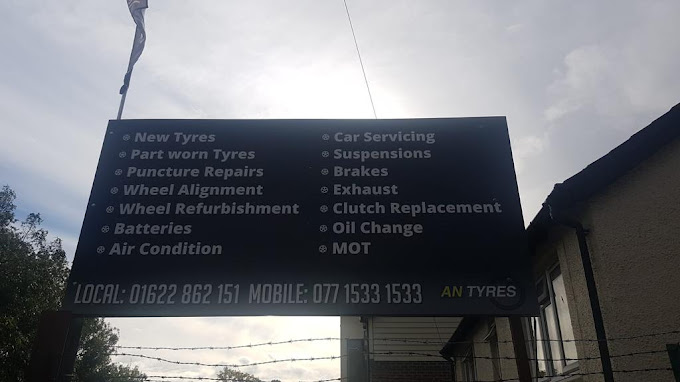 New Tyres
Part worn Tyres
Puncture Repairs
Wheel Alignment
Wheel Refurbishment
Batteries
Air Condition
Car Servicing
Suspensions
Brakes
Exhaust
Clutch Replacement
Oil Change
MOT
LOCAL: 01622 862 151 MOBILE: 077 1533 1533
AN TYRES